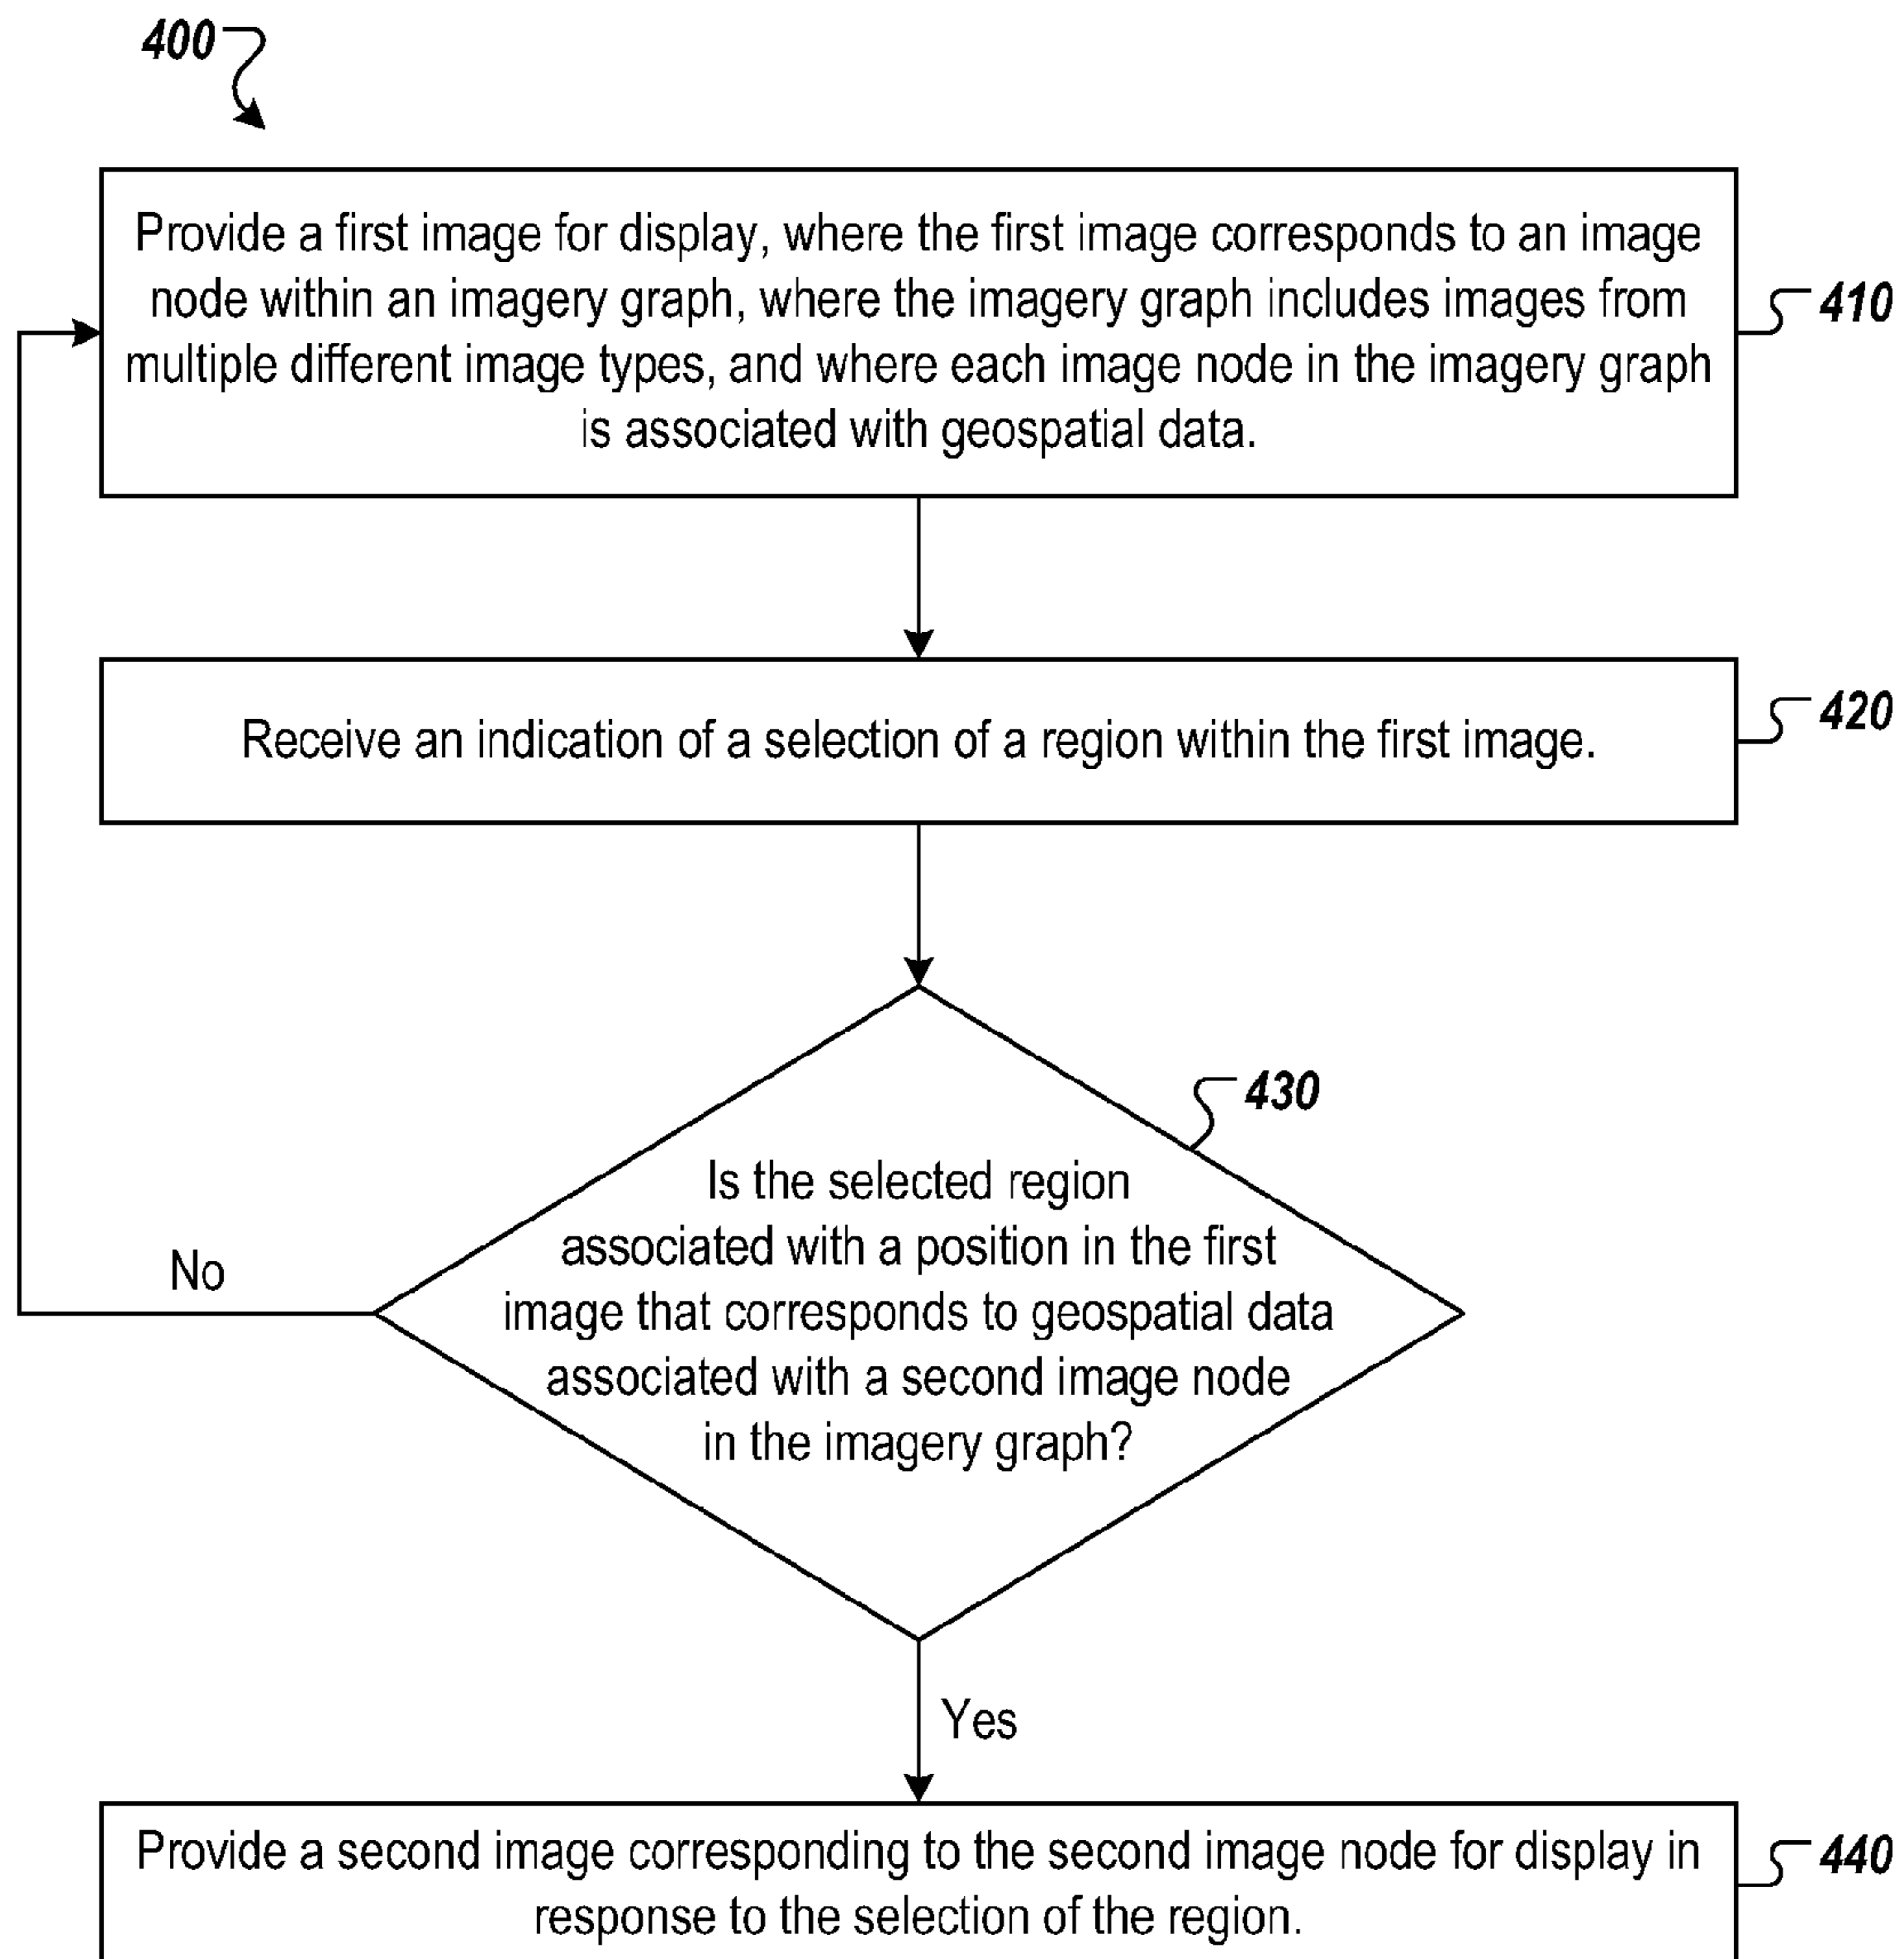 400
Provide a first image for display, where the first image corresponds to an image
node within an imagery graph, where the imagery graph includes images from
multiple different image types, and where each image node in the imagery graph
is associated with geospatial data.
410
Receive an indication of a selection of a region within the first image.
420
430
Is the selected region
associated with a position in the first
image that corresponds to geospatial data
associated with a second image node
in the imagery graph?
No
Yes
Provide a second image corresponding to the second image node for display in
response to the selection of the region.
440